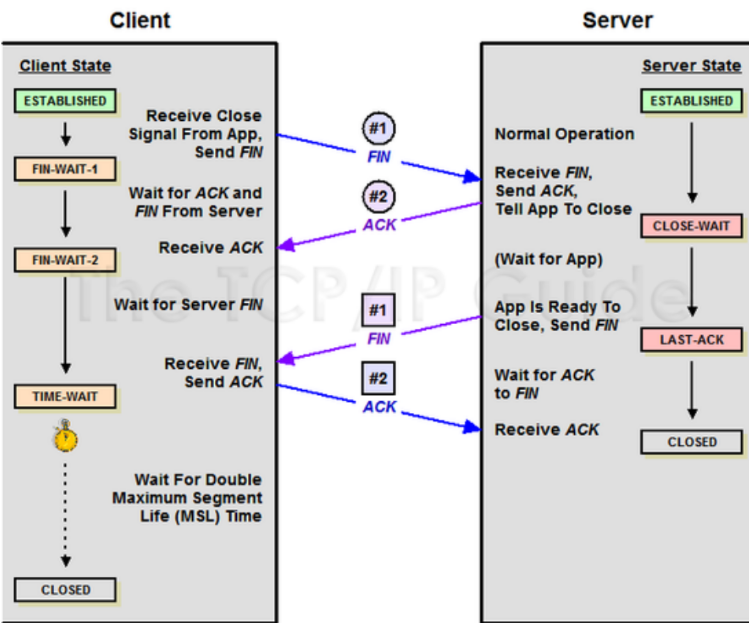 Client
Server
Client State
ESTABLISHED
Receive Close
Signal From App,
Send FIN
FIN-WAIT-1
Wait for ACK and
FIN From Server
Receive ACK
FIN-WAIT-2
Wait for Server FIN
Receive FIN,
Send ACK
TIME-WAIT
Wait For Double
Maximum Segment
Life (MSL) Time
CLOSED
#1
FIN
#2
ACK
#1
FIN
#2
ACK
Server State
ESTABLISHED
Normal Operation
Receive FIN,
Send ACK,
Tell App To Close
CLOSE-WAIT
(Wait for App)
App Is Ready To
Close, Send FIN
LAST-ACK
Wait for ACK
to FIN
Receive ACK
CLOSED
The TCP/IP Guide